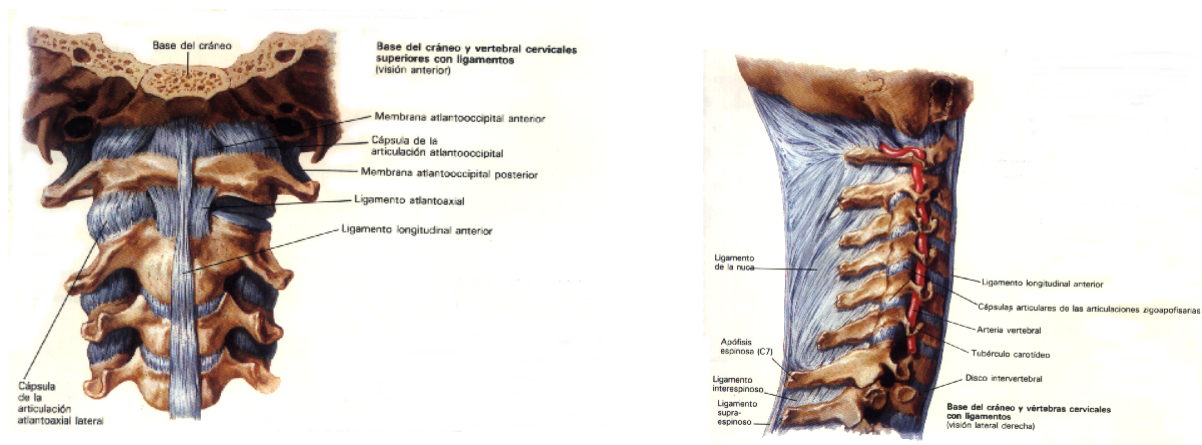 Base del cráneo
Base del cráneo y vertebral cervicales
superiores con ligamentos
(visión anterior)
Membrana atlantooccipital anterior
Cápsula de la
articulación atlantooccipital
Membrana atlantooccipital posterior
Ligamento atlantoaxial
Ligamento longitudinal anterior
Cápsula
de la
articulación
atlantoaxial lateral
Ligamento
de la nuca
Ligamento longitudinal anterior
Cápsulas articulares de las articulaciones zigoapofisarias
Arteria vertebral
Tubérculo carotídeo
Disco intervertebral
Apófisis
espinosa (C7)
Ligamento
interespinoso
Ligamento
supra-
espinoso
Base del cráneo y vértebras cervicales
con ligamentos
(visión lateral derecha)